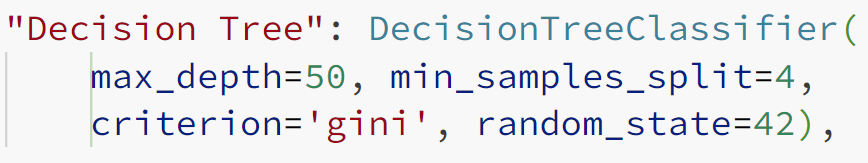 "Decision Tree": DecisionTreeClassifier(
max_depth=50, min_samples_split=4,
criterion='gini', random_state=42),